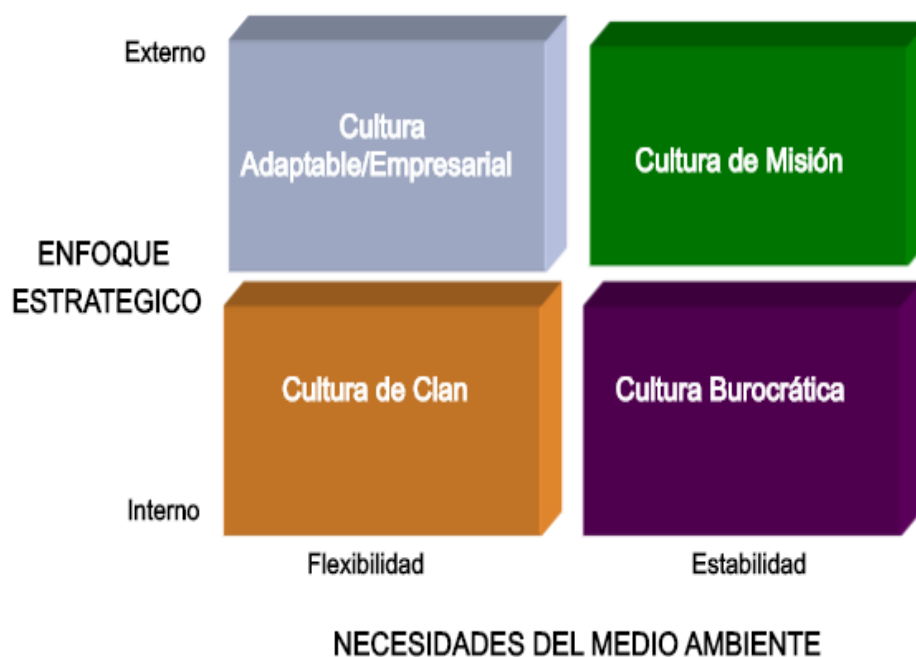 Externo
Cultura
Adaptable/Empresarial
Cultura de Misión
ENFOQUE
ESTRATEGICO
Cultura de Clan
Cultura Burocrática
Interno
Flexibilidad
Estabilidad
NECESIDADES DEL MEDIO AMBIENTE